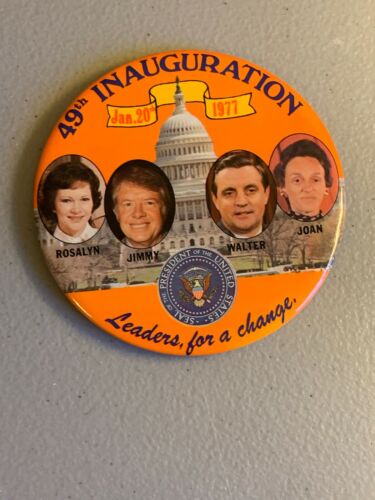 49th INAUGURATION
Jan.20th 1977
ROSALYN
JIMMY
WALTER
JOAN
SEAL OF THE PRESIDENT OF THE UNITED STATES
Leaders, for a change.